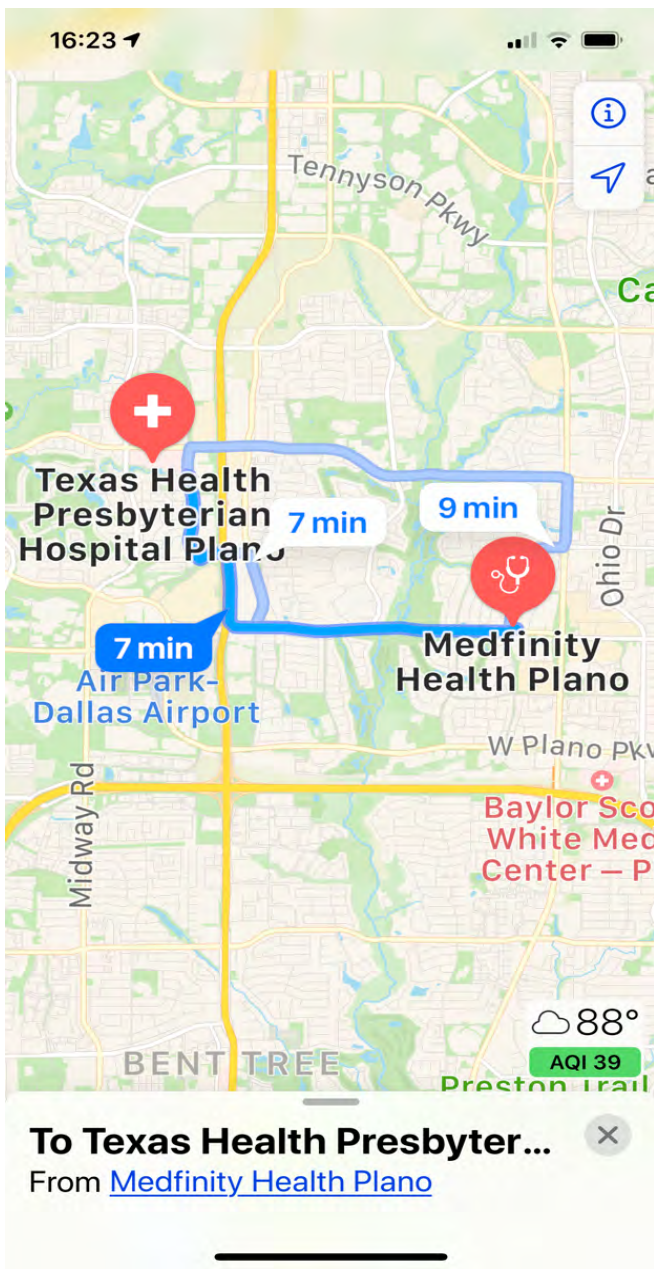 16:23
Tennyson Pkwy
Ca
Texas Health
Presbyterian
Hospital Plano
7 min
9 min
Ohio Dr
7 min
Medfinity
Health Plano
Air Park-
Dallas Airport
W Plano Pkw
Midway Rd
Baylor Sco
White Med
Center – P
88°
AQI 39
BENT TREE
Preston Trail
To Texas Health Presbyter...
From Medfinity Health Plano